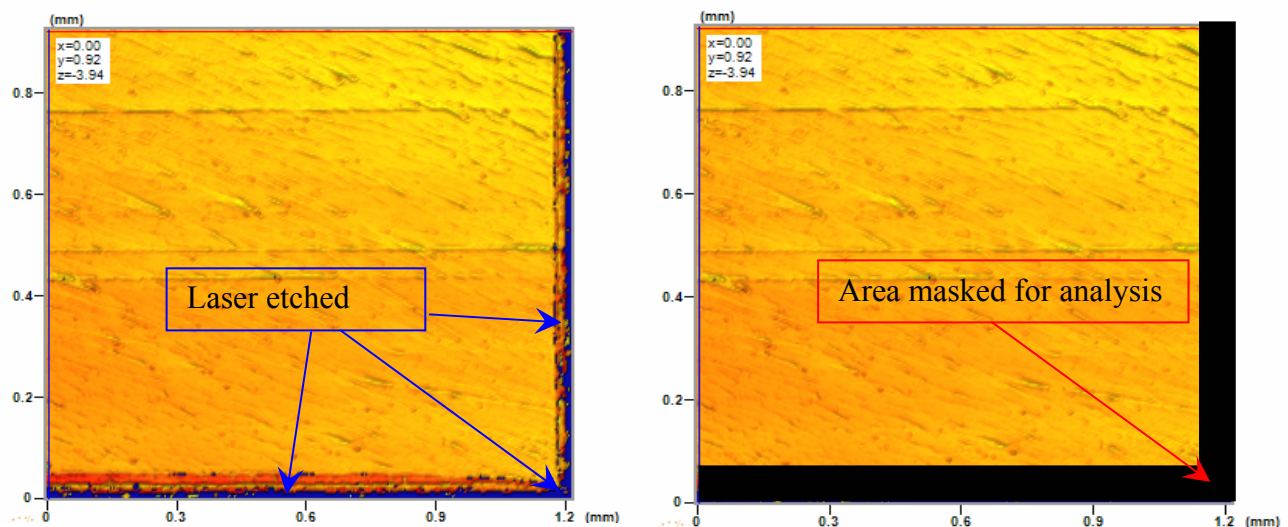 (mm)
x=0.00
y=0.92
z=-3.94
0.8
0.6
0.4
0.2
0
0 0.3 0.6 0.9 1.2 (mm)
Laser etched
(mm)
x=0.00
y=0.92
z=-3.94
0.8
0.6
0.4
0.2
0
0 0.3 0.6 0.9 1.2 (mm)
Area masked for analysis